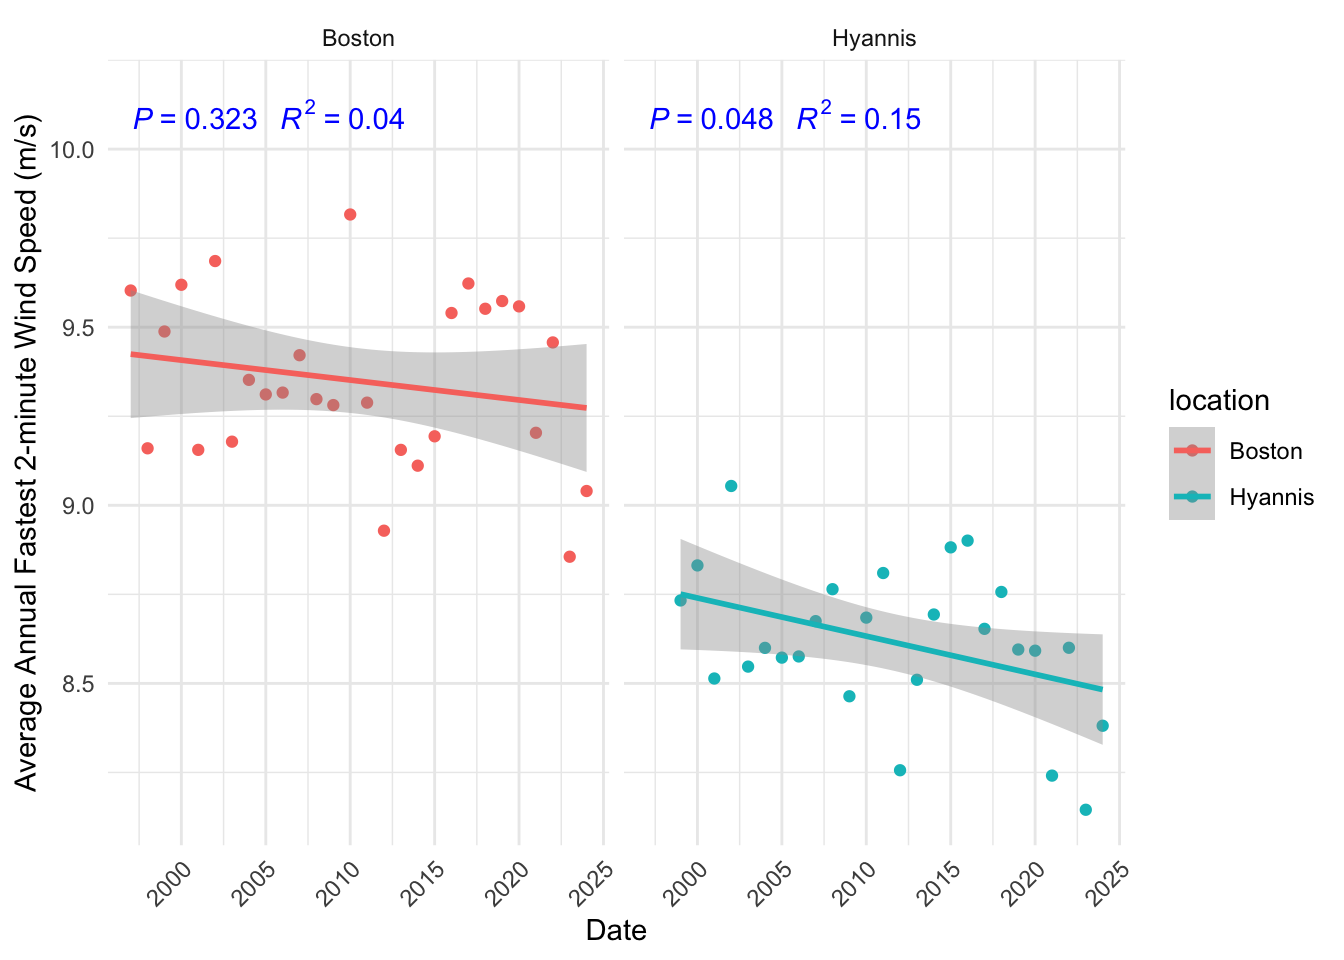 Boston
Hyannis
P = 0.323 R² = 0.04
P = 0.048 R² = 0.15
Average Annual Fastest 2-minute Wind Speed (m/s)
10.0
9.5
9.0
8.5
2000 2005 2010 2015 2020 2025
2000 2005 2010 2015 2020 2025
Date
location
Boston
Hyannis